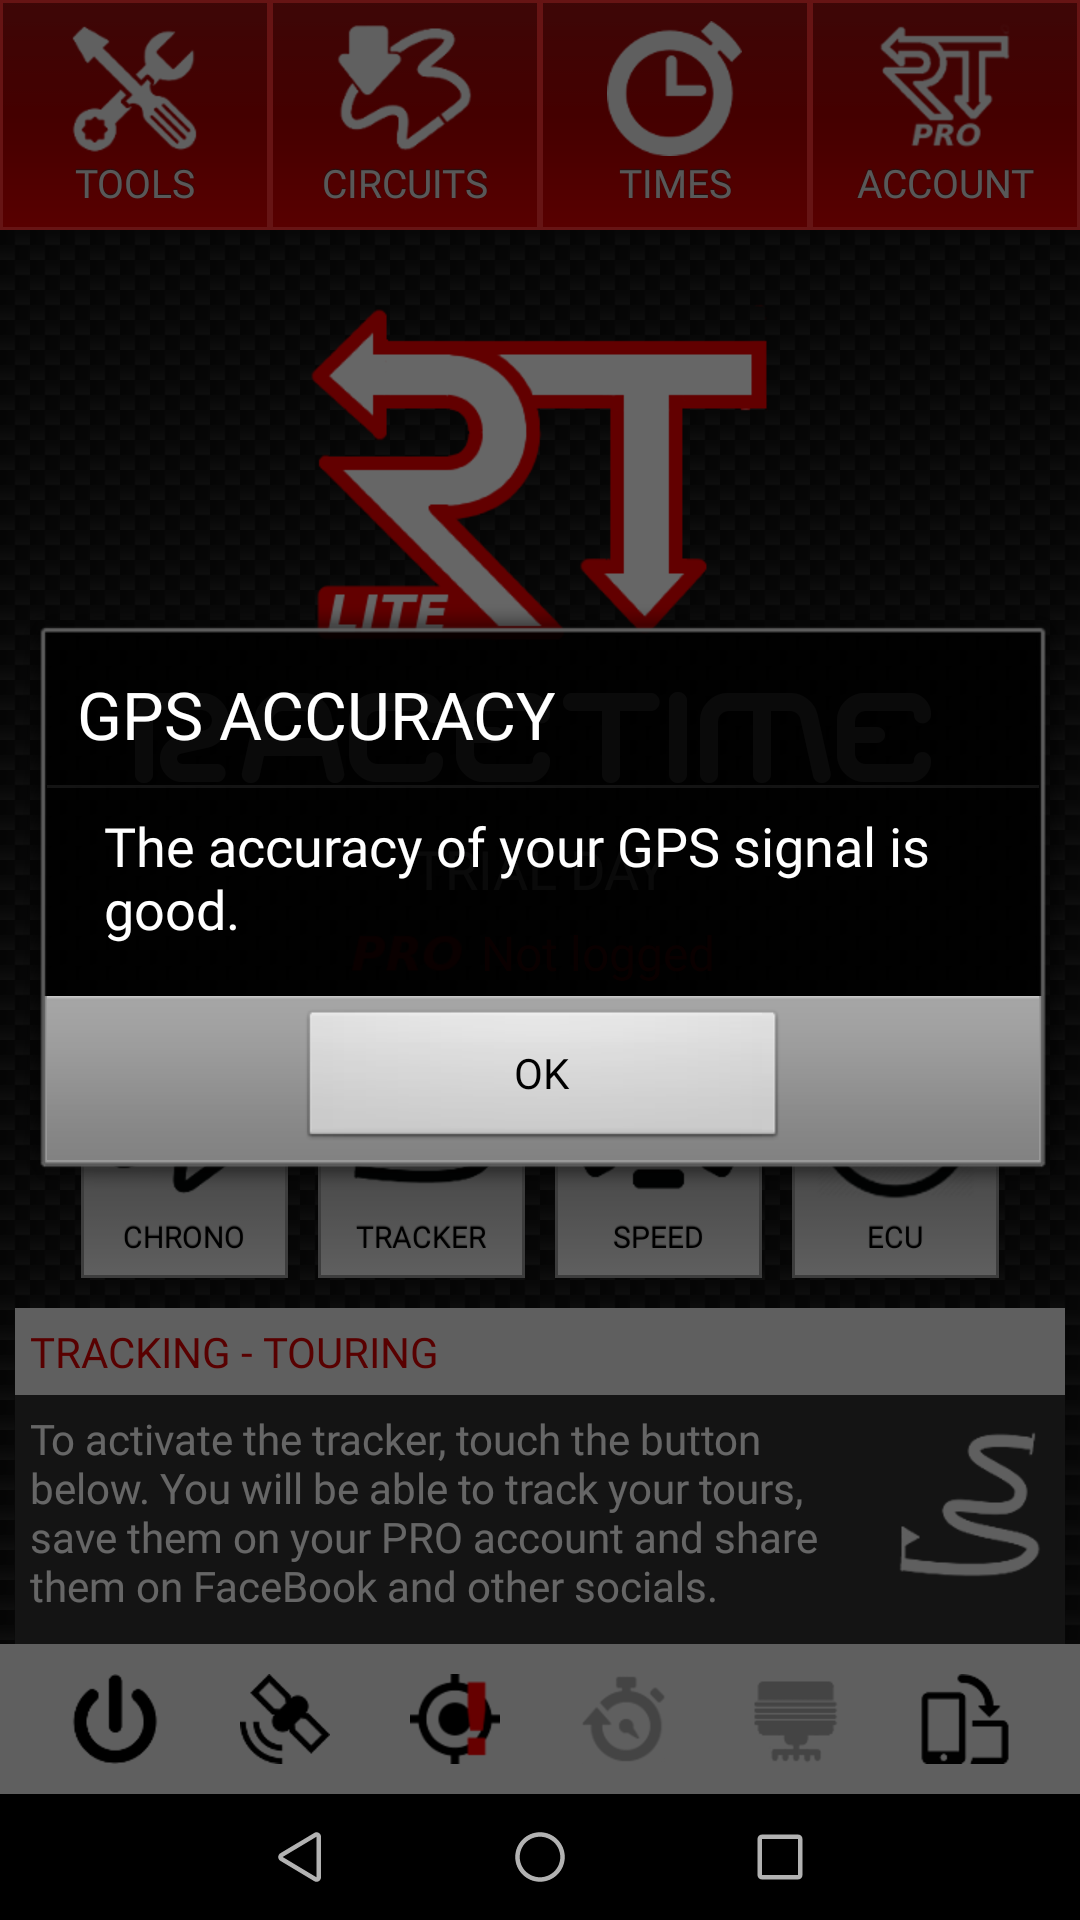 TOOLS CIRCUITS TIMES ACCOUNT
PRO
LITE
RACETIME
GPS ACCURACY
The accuracy of your GPS signal is
good.
TRIAL DAY
PRO Not logged
OK
CHRONO TRACKER SPEED ECU
TRACKING - TOURING
To activate the tracker, touch the button
below. You will be able to track your tours,
save them on your PRO account and share
them on FaceBook and other socials.